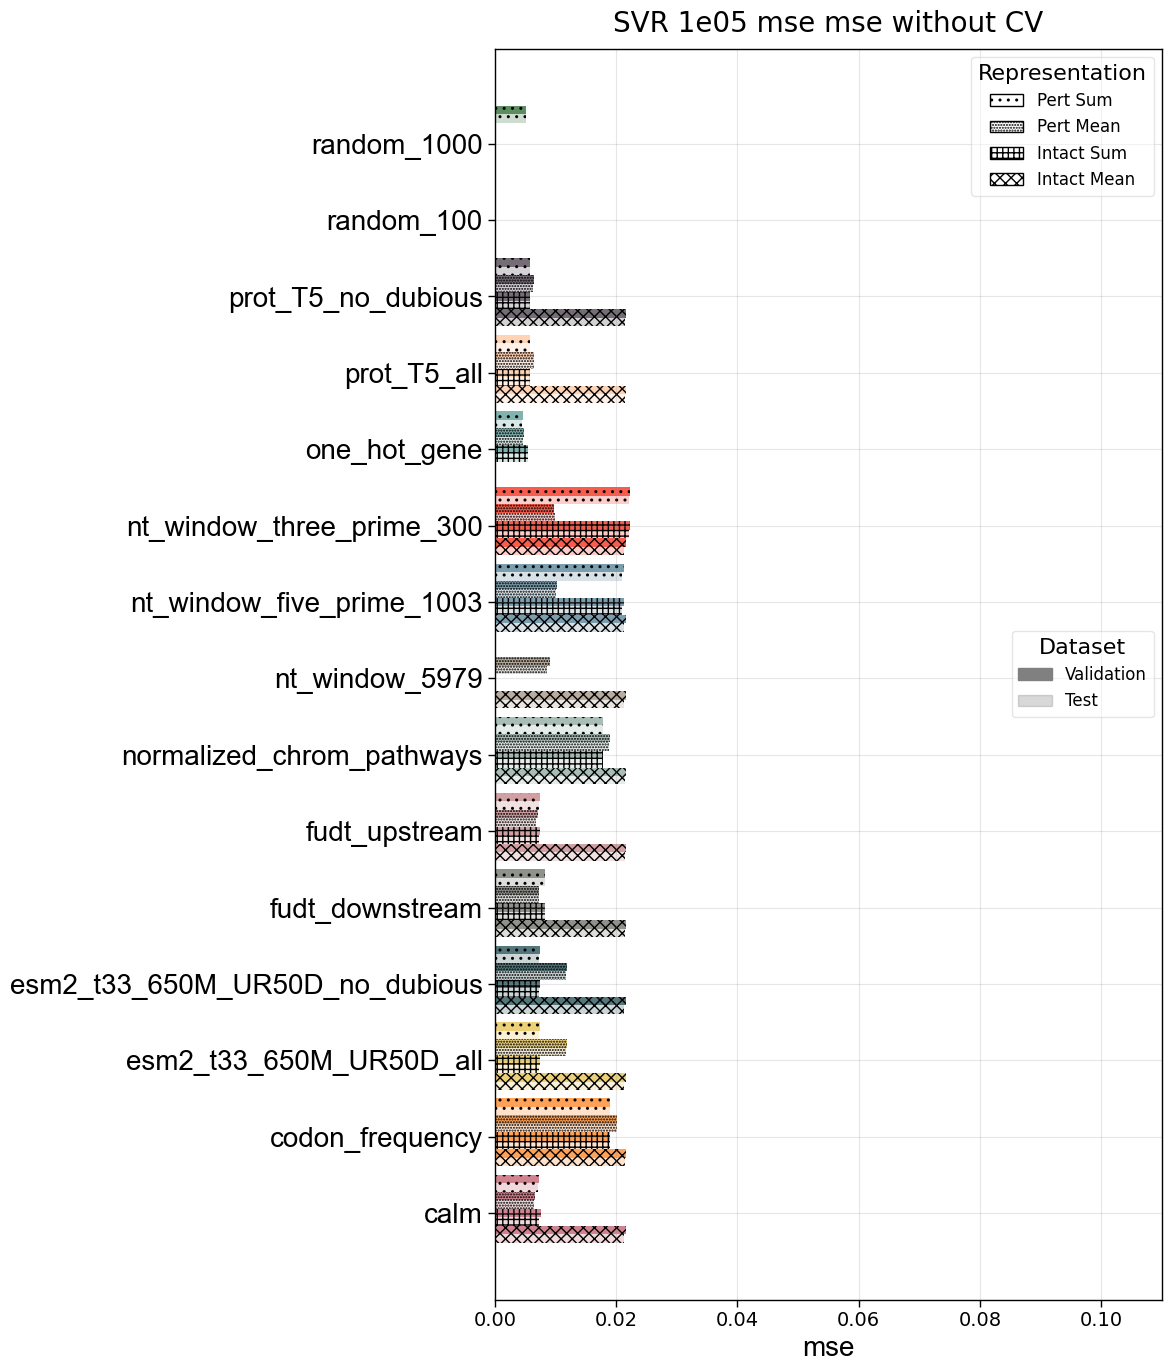 SVR 1e05 mse mse without CV
Representation
Pert Sum
Pert Mean
Intact Sum
Intact Mean
random_1000
random_100
prot_T5_no_dubious
prot_T5_all
one_hot_gene
nt_window_three_prime_300
nt_window_five_prime_1003
Dataset
Validation
Test
nt_window_5979
normalized_chrom_pathways
fudt_upstream
fudt_downstream
esm2_t33_650M_UR50D_no_dubious
esm2_t33_650M_UR50D_all
codon_frequency
calm
0.00 0.02 0.04 0.06 0.08 0.10
mse